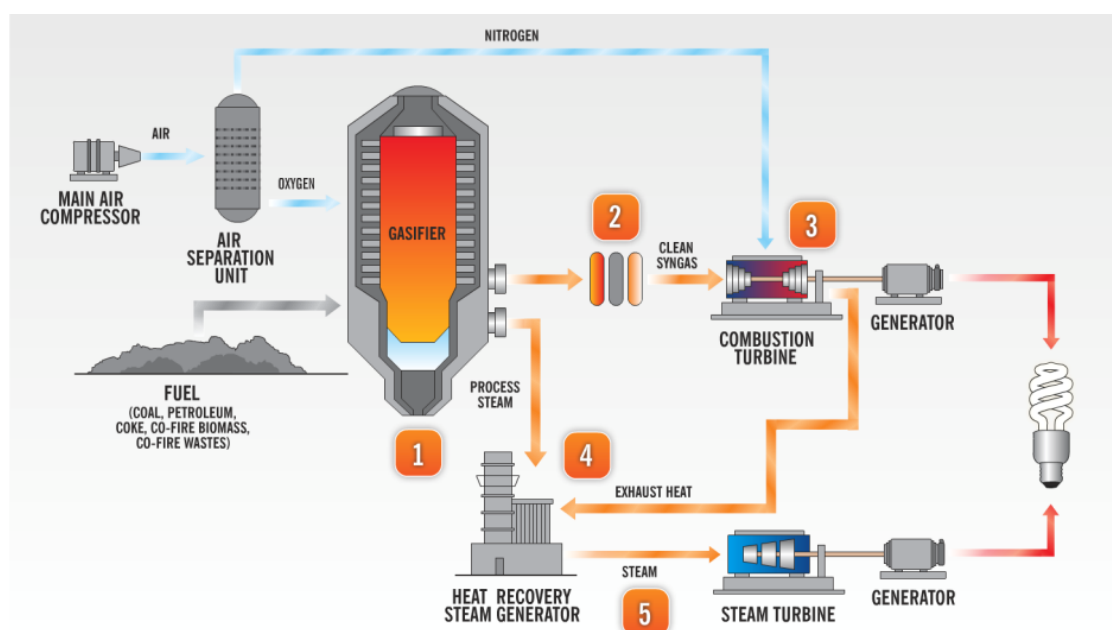 NITROGEN
AIR
MAIN AIR
COMPRESSOR
OXYGEN
AIR
SEPARATION
UNIT
GASIFIER
2
CLEAN
SYNGAS
3
COMBUSTION
TURBINE
GENERATOR
FUEL
(COAL, PETROLEUM,
COKE, CO-FIRE BIOMASS,
CO-FIRE WASTES)
1
PROCESS
STEAM
4
EXHAUST HEAT
HEAT RECOVERY
STEAM GENERATOR
STEAM
5
STEAM TURBINE
GENERATOR